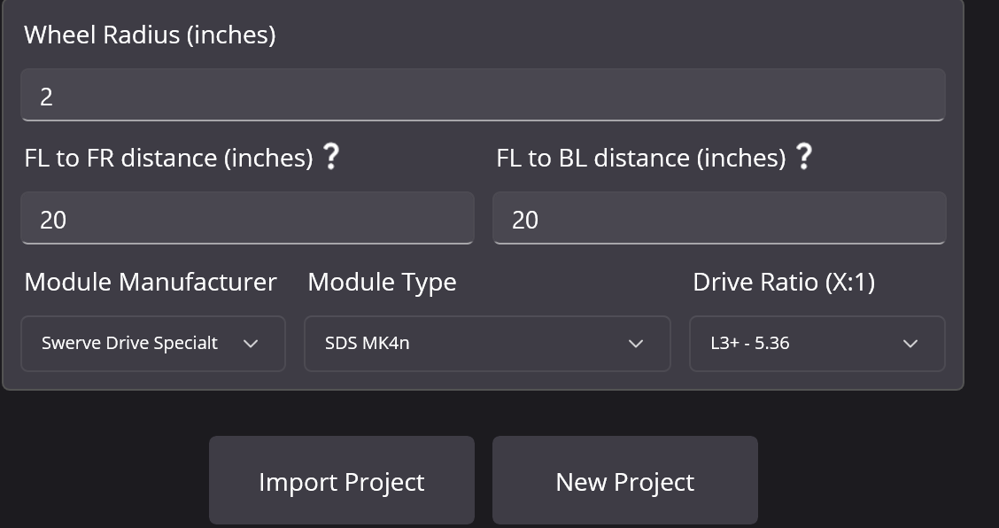 Wheel Radius (inches)
2
FL to FR distance (inches) ? FL to BL distance (inches) ?
20 20
Module Manufacturer Module Type Drive Ratio (X:1)
Swerve Drive Specialt SDS MK4n L3+ - 5.36
Import Project New Project